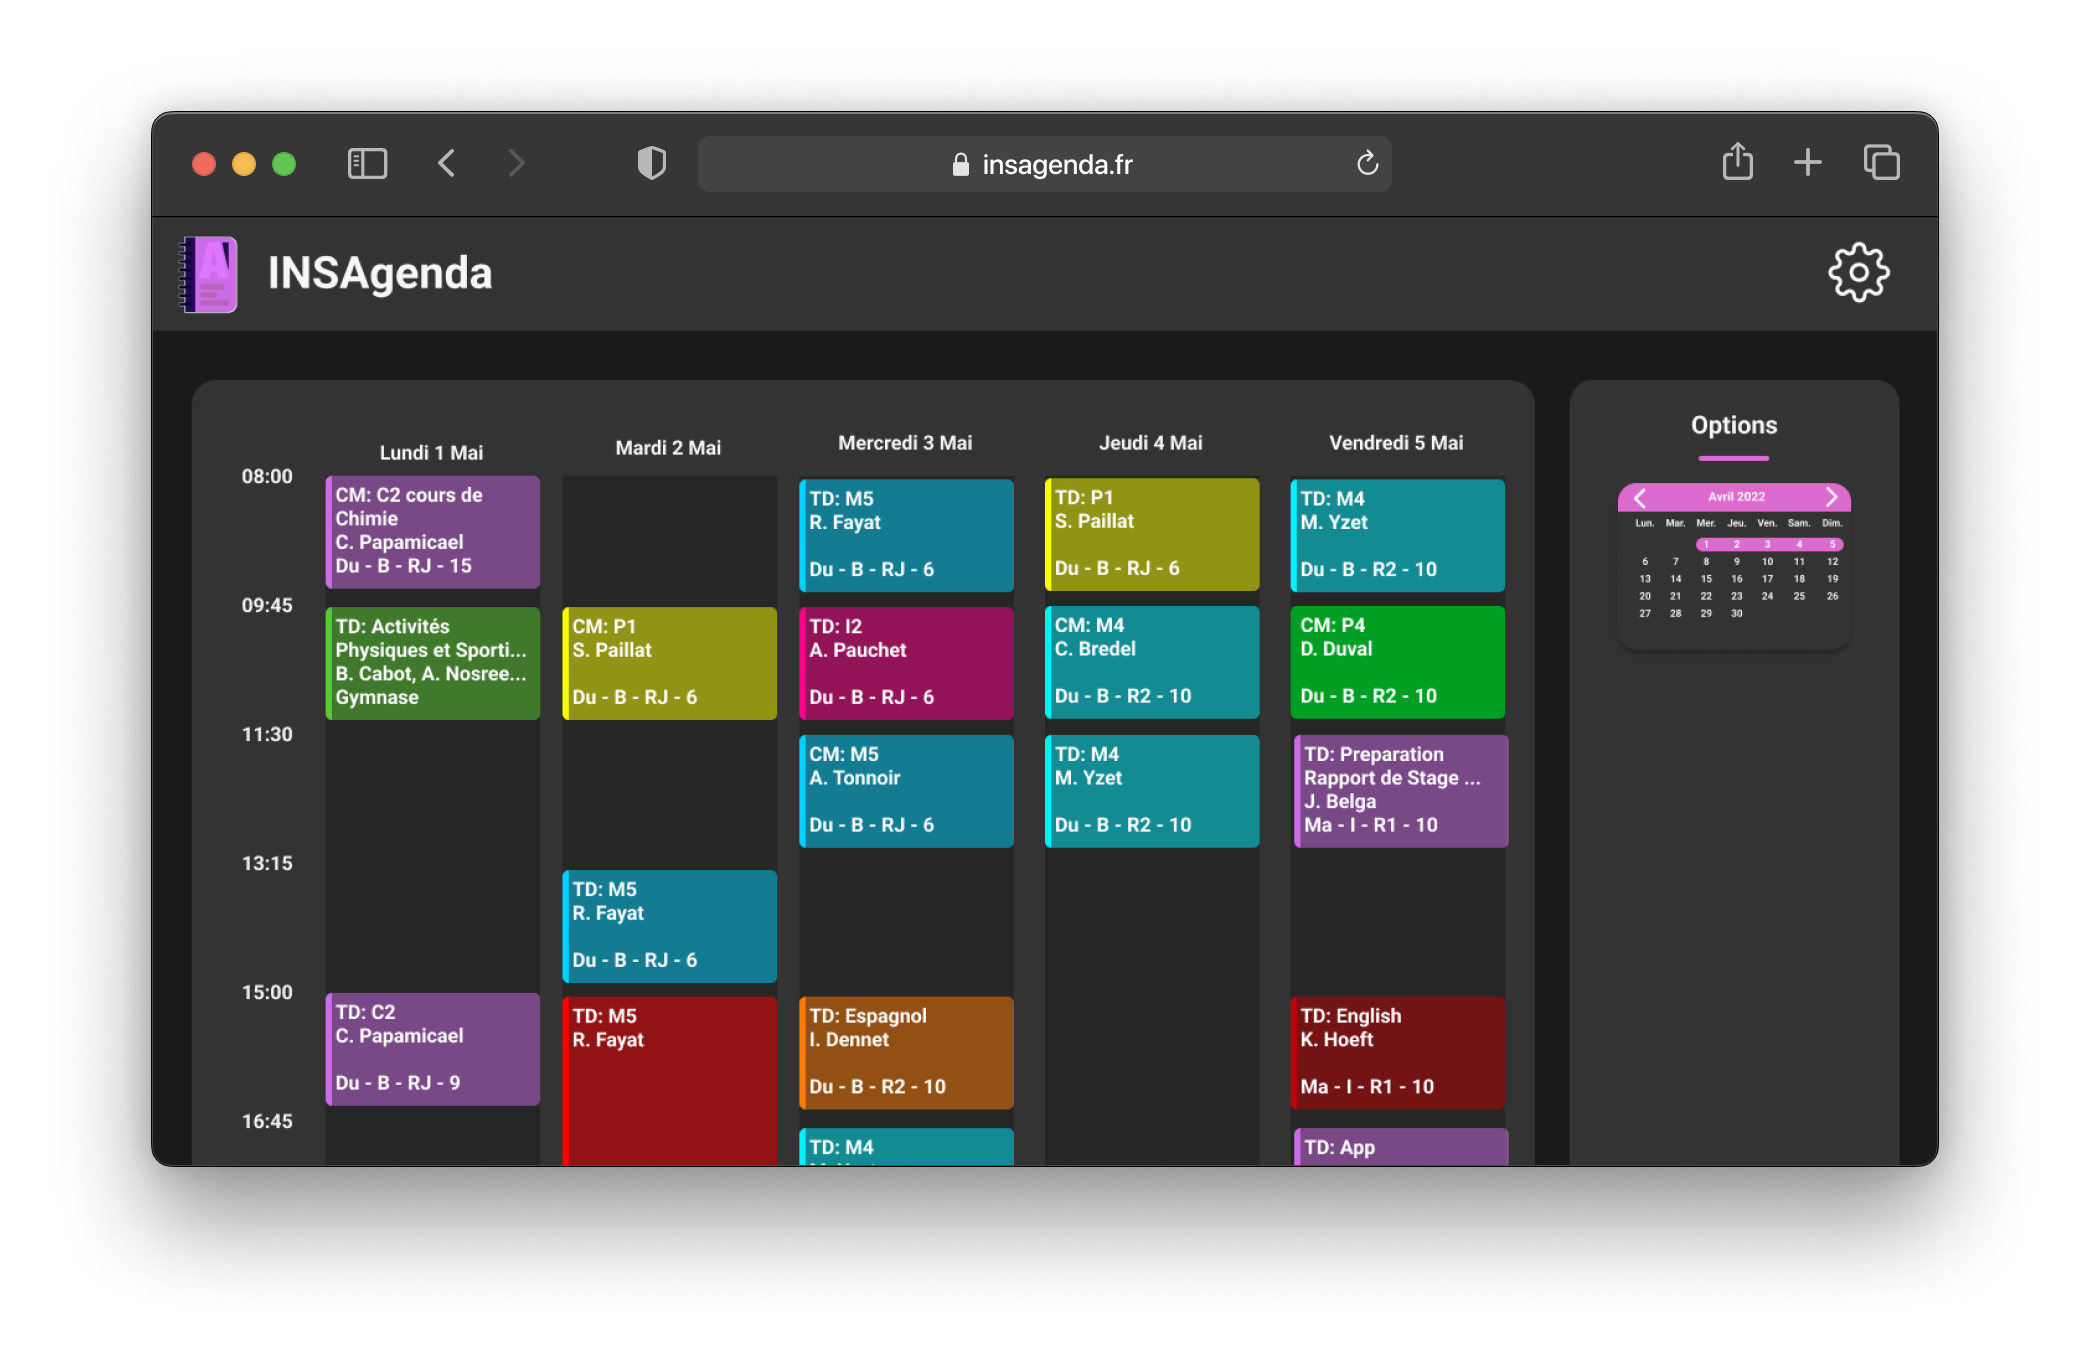 insagenda.fr
INSAgenda
Lundi 1 Mai
Mardi 2 Mai
Mercredi 3 Mai
Jeudi 4 Mai
Vendredi 5 Mai
08:00
09:45
11:30
13:15
15:00
16:45
CM: C2 cours de
Chimie
C. Papamicael
Du - B - RJ - 15
TD: Activités
Physiques et Sporti...
B. Cabot, A. Nosree...
Gymnase
TD: C2
C. Papamicael
Du - B - RJ - 9
CM: P1
S. Paillat
Du - B - RJ - 6
TD: M5
R. Fayat
Du - B - RJ - 6
TD: M5
R. Fayat
TD: M5
R. Fayat
Du - B - RJ - 6
TD: I2
A. Pauchet
Du - B - RJ - 6
CM: M5
A. Tonnoir
Du - B - RJ - 6
TD: Espagnol
I. Dennet
Du - B - R2 - 10
TD: M4
TD: P1
S. Paillat
Du - B - RJ - 6
CM: M4
C. Bredel
Du - B - R2 - 10
TD: M4
M. Yzet
Du - B - R2 - 10
TD: M4
M. Yzet
Du - B - R2 - 10
CM: P4
D. Duval
Du - B - R2 - 10
TD: Preparation
Rapport de Stage ...
J. Belga
Ma - I - R1 - 10
TD: English
K. Hoeft
Ma - I - R1 - 10
TD: App
Options
Avril 2022
Lun. Mar. Mer. Jeu. Ven. Sam. Dim.
1 2 3 4 5
6 7 8 9 10 11 12
13 14 15 16 17 18 19
20 21 22 23 24 25 26
27 28 29 30